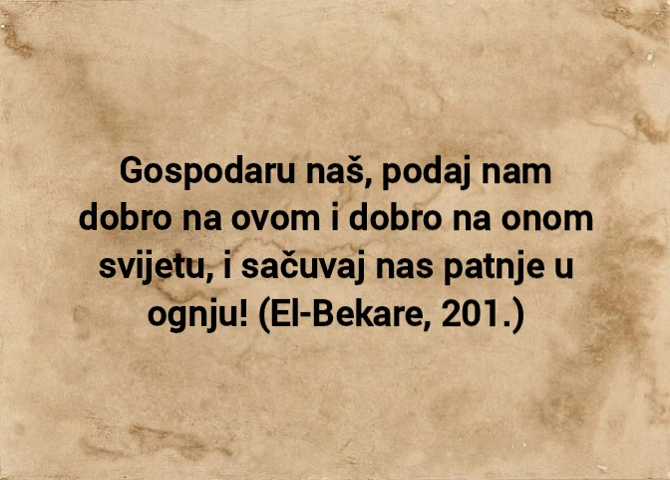 Gospodaru naš, podaj nam
dobro na ovom i dobro na onom
svijetu, i sačuvaj nas patnje u
ognju! (El-Bekare, 201.)